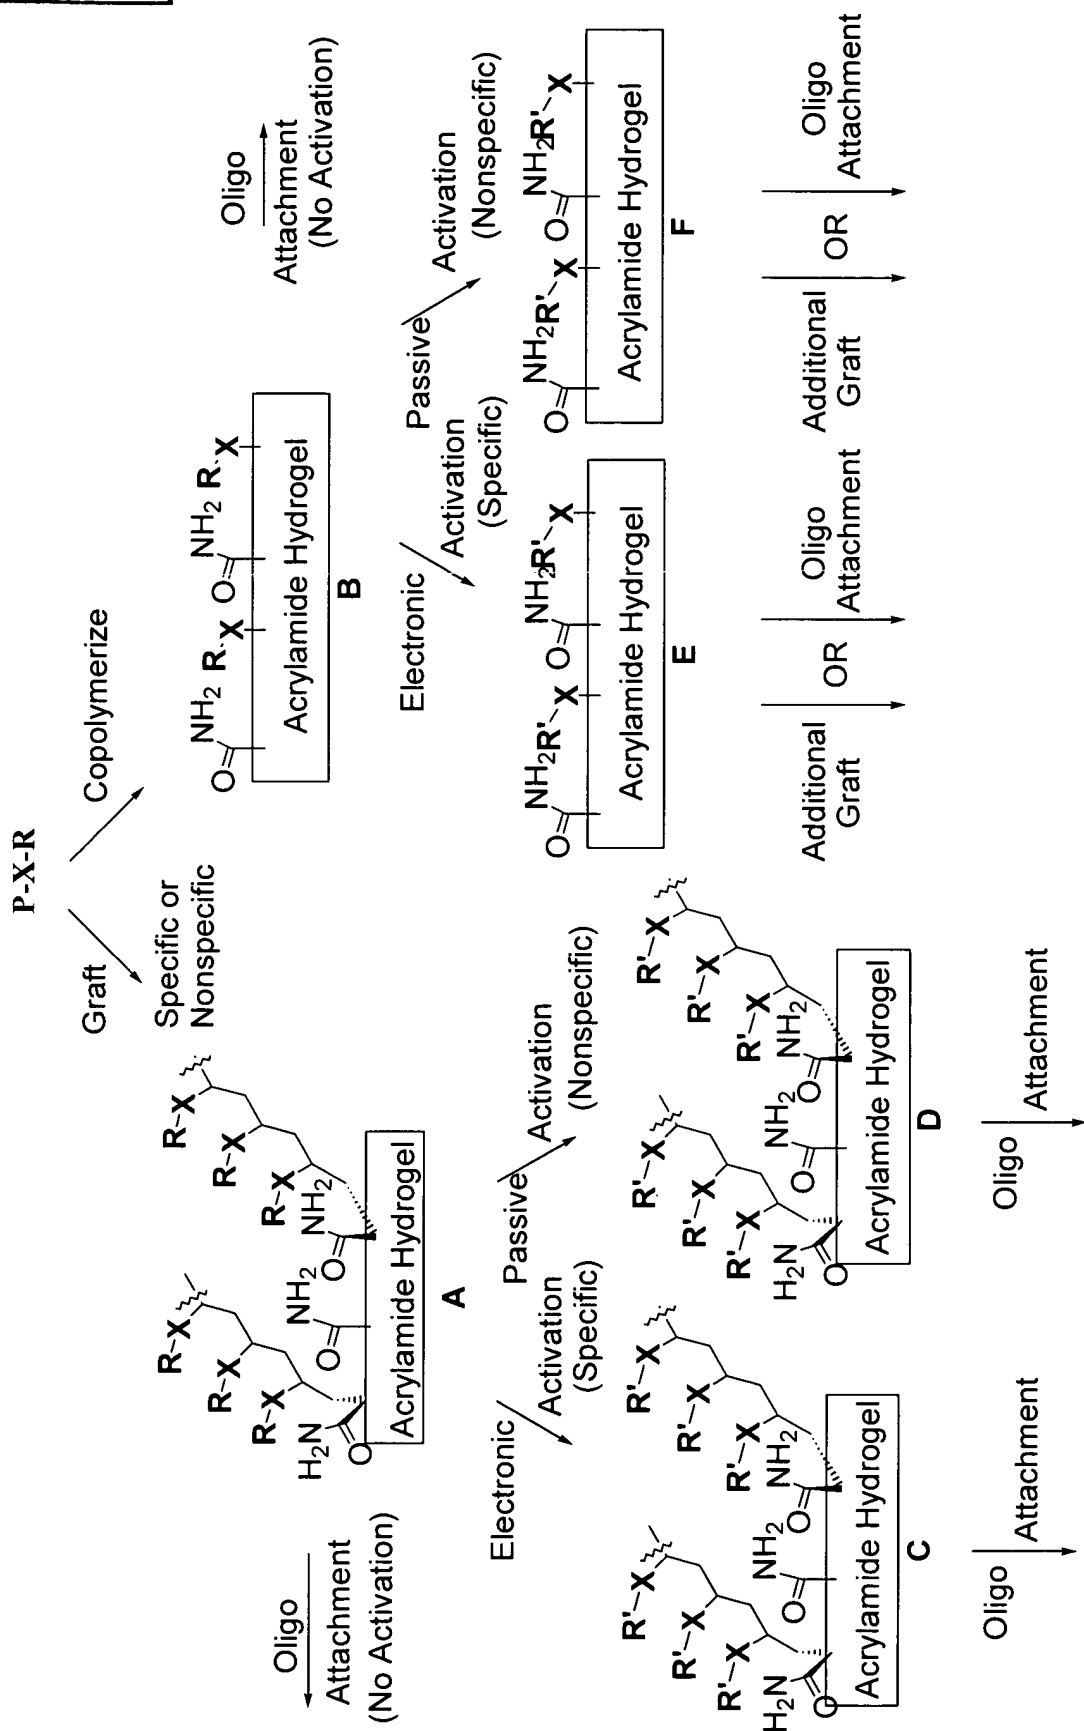 P-X-R
Graft
Specific or
Nonspecific
Copolymerize
R-X
R-X
R-X
R-X
R-X
R-X
H2N
O
O
NH2
O
NH2
Acrylamide Hydrogel
A
O
NH2
R
X
O
NH2
R
X
Acrylamide Hydrogel
B
Oligo
Attachment
(No Activation)
Oligo
Attachment
(No Activation)
Electronic
Activation
(Specific)
Passive
Activation
(Nonspecific)
Electronic
Activation
(Specific)
Passive
Activation
(Nonspecific)
R'-X
R'-X
R'-X
R'-X
R'-X
R'-X
H2N
O
O
NH2
O
NH2
Acrylamide Hydrogel
C
R'-X
R'-X
R'-X
R'-X
R'-X
R'-X
H2N
O
O
NH2
O
NH2
Acrylamide Hydrogel
D
O
NH2
R'-X
O
NH2
R'-X
Acrylamide Hydrogel
E
O
NH2
R'-X
O
NH2
R'-X
Acrylamide Hydrogel
F
Oligo
Attachment
Oligo
Attachment
Additional
Graft
OR
Oligo
Attachment
Additional
Graft
OR
Oligo
Attachment